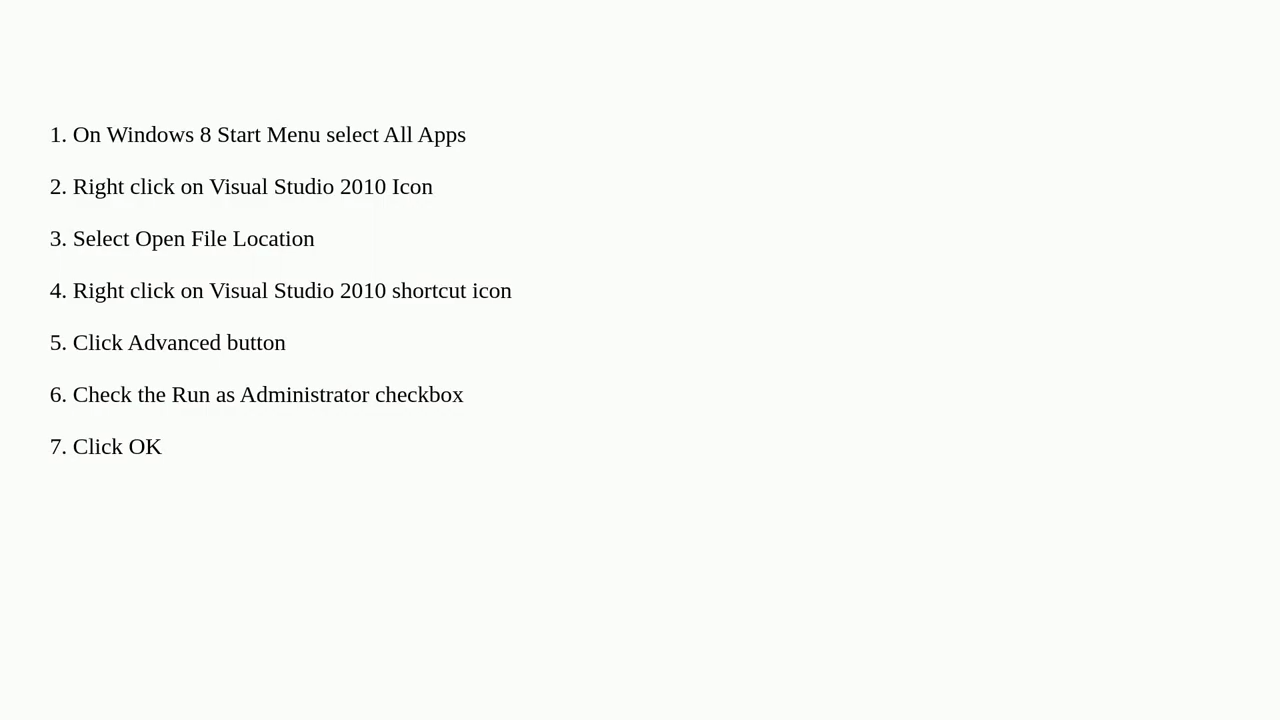 1. On Windows 8 Start Menu select All Apps
2. Right click on Visual Studio 2010 Icon
3. Select Open File Location
4. Right click on Visual Studio 2010 shortcut icon
5. Click Advanced button
6. Check the Run as Administrator checkbox
7. Click OK